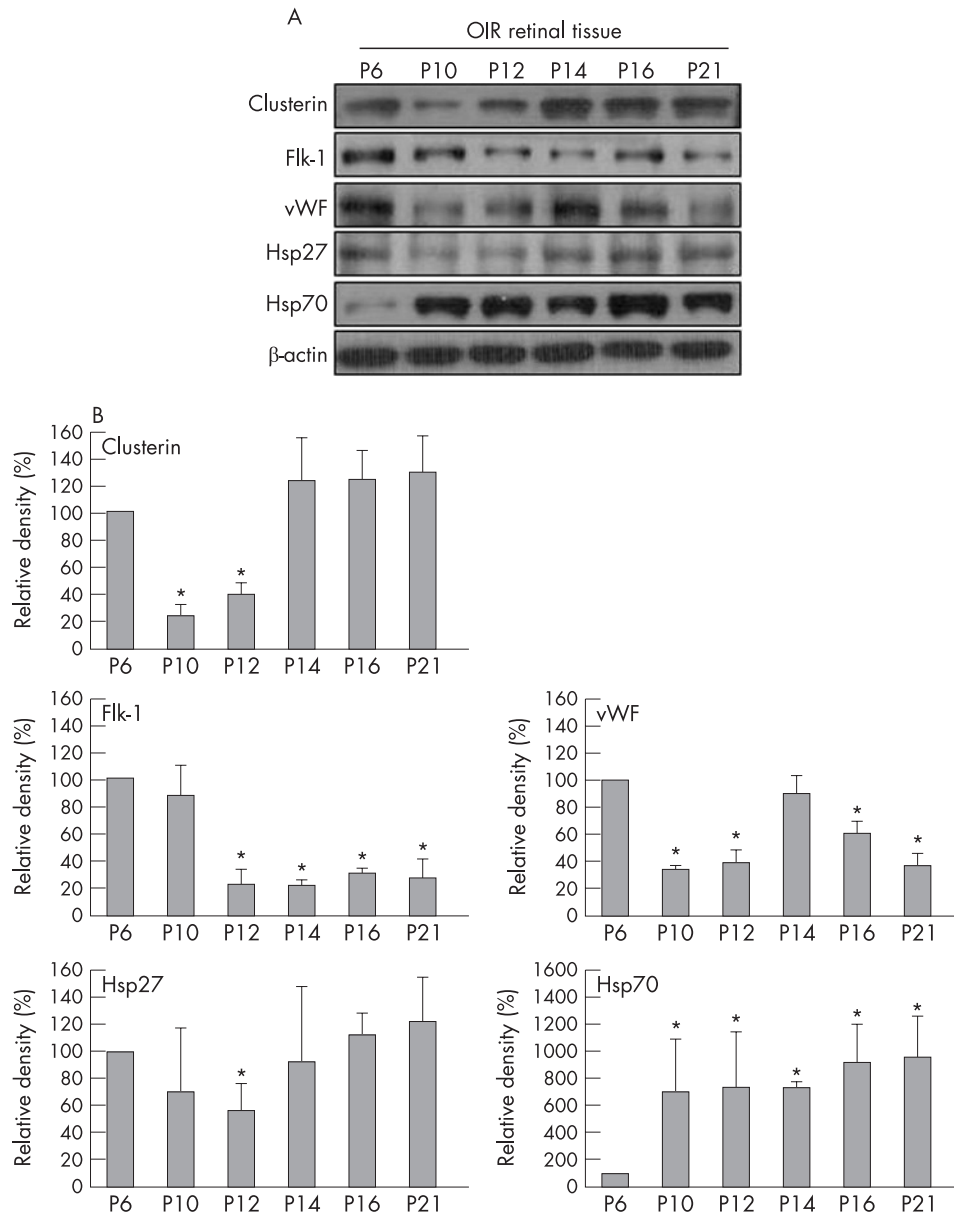 A
OIR retinal tissue
P6 P10 P12 P14 P16 P21
Clusterin
Flk-1
vWF
Hsp27
Hsp70
β-actin
B
Clusterin
Relative density (%)
160
140
120
100
80
60
40
20
0
* *
P6 P10 P12 P14 P16 P21
Flk-1
Relative density (%)
160
140
120
100
80
60
40
20
0
* * * *
P6 P10 P12 P14 P16 P21
vWF
Relative density (%)
160
140
120
100
80
60
40
20
0
* * * *
P6 P10 P12 P14 P16 P21
Hsp27
Relative density (%)
160
140
120
100
80
60
40
20
0
*
P6 P10 P12 P14 P16 P21
Hsp70
Relative density (%)
1600
1400
1200
1000
800
600
400
200
0
* * * * *
P6 P10 P12 P14 P16 P21